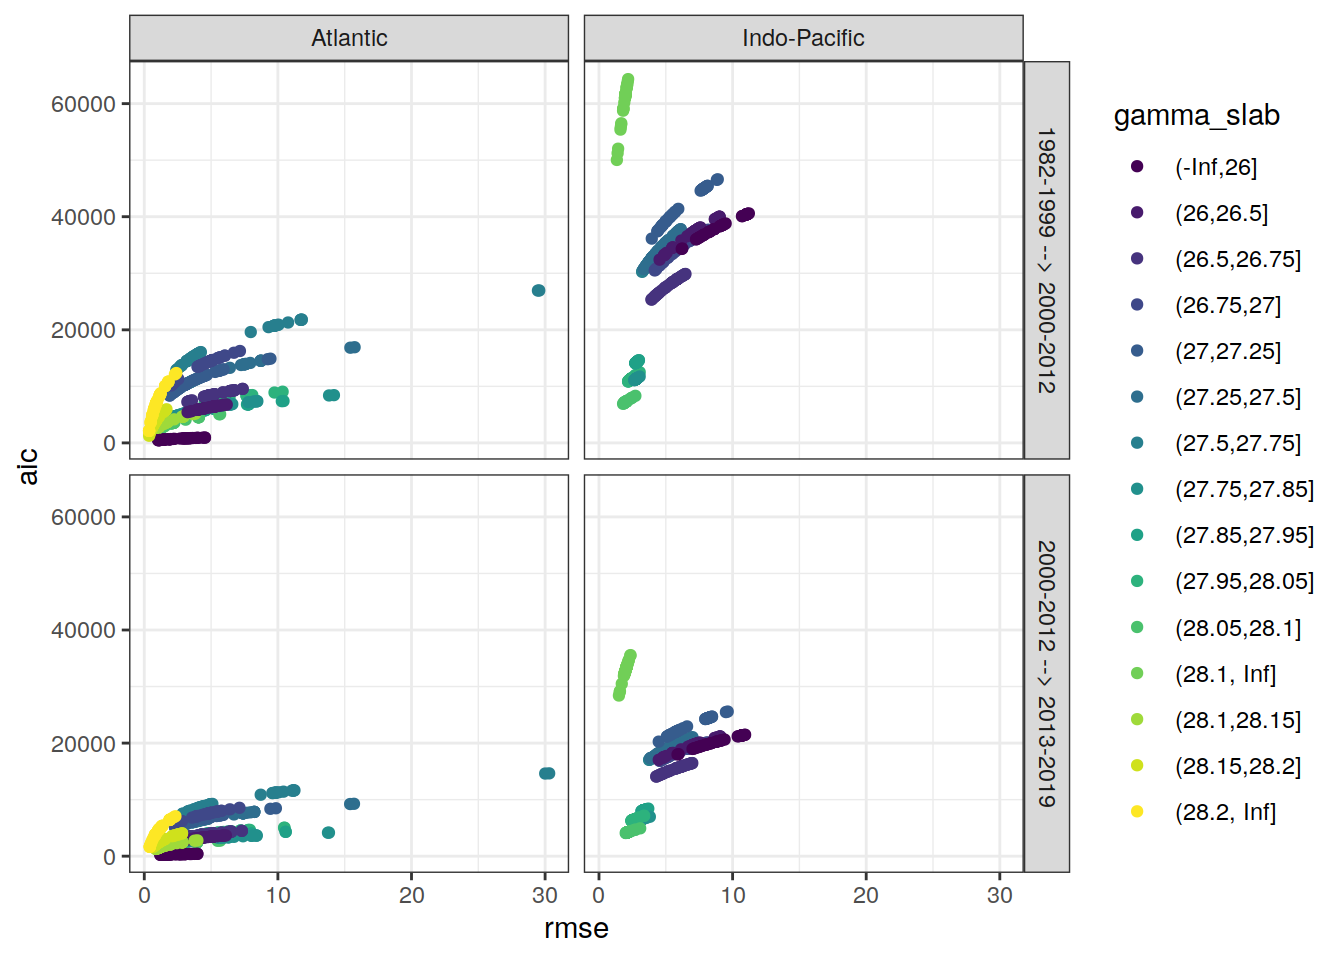 Atlantic
Indo-Pacific
60000
40000
20000
0
1982-1999 --> 2000-2012
60000
40000
20000
0
2000-2012 --> 2013-2019
0
10
20
30
0
10
20
30
rmse
aic
gamma_slab
(-Inf,26]
(26,26.5]
(26.5,26.75]
(26.75,27]
(27,27.25]
(27.25,27.5]
(27.5,27.75]
(27.75,27.85]
(27.85,27.95]
(27.95,28.05]
(28.05,28.1]
(28.1, Inf]
(28.1,28.15]
(28.15,28.2]
(28.2, Inf]